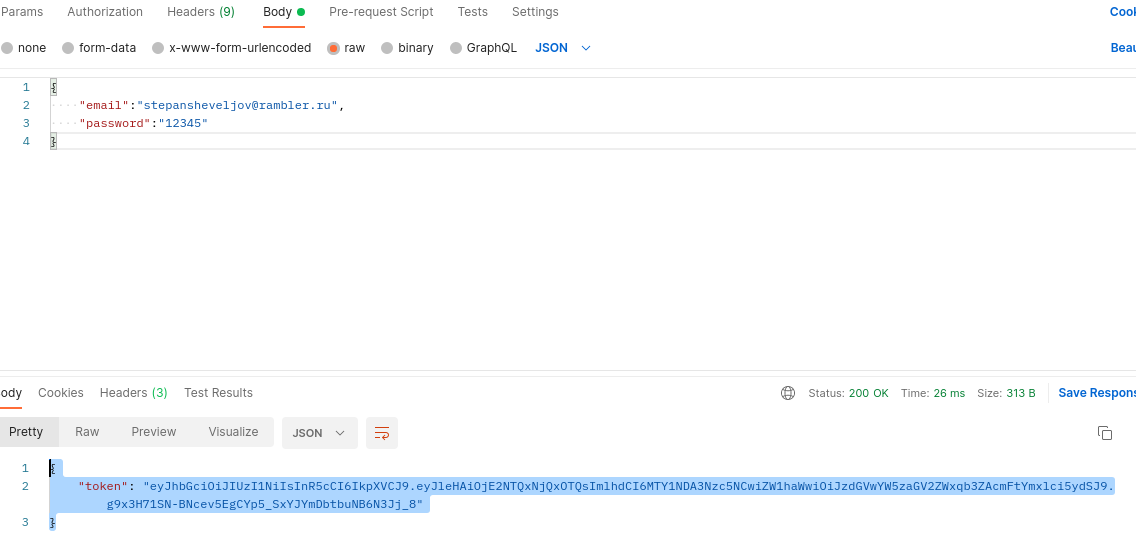 Params Authorization Headers (9) Body Pre-request Script Tests Settings Cook
none form-data x-www-form-urlencoded raw binary GraphQL JSON Beau
1 {
2 "email":"stepansheveljov@rambler.ru",
3 "password":"12345"
4 }
ody Cookies Headers (3) Test Results Status: 200 OK Time: 26 ms Size: 313 B Save Respons
Pretty Raw Preview Visualize JSON
1 {
2 "token": "eyJhbGciOiJIUzI1NiIsInR5cCI6IkpXVCJ9.eyJleHAiOjE2NTQxNjQxOTQsImlhdCI6MTY1NDA3Nzc5NCwiZW1haWwiOiJzdGVwYW5zaGV2ZWxqb3ZAcmFtYmxlci5ydSJ9.
g9x3H71SN-BNcev5EgCYp5_SxYJYmDbtbuNB6N3Jj_8"
3 }